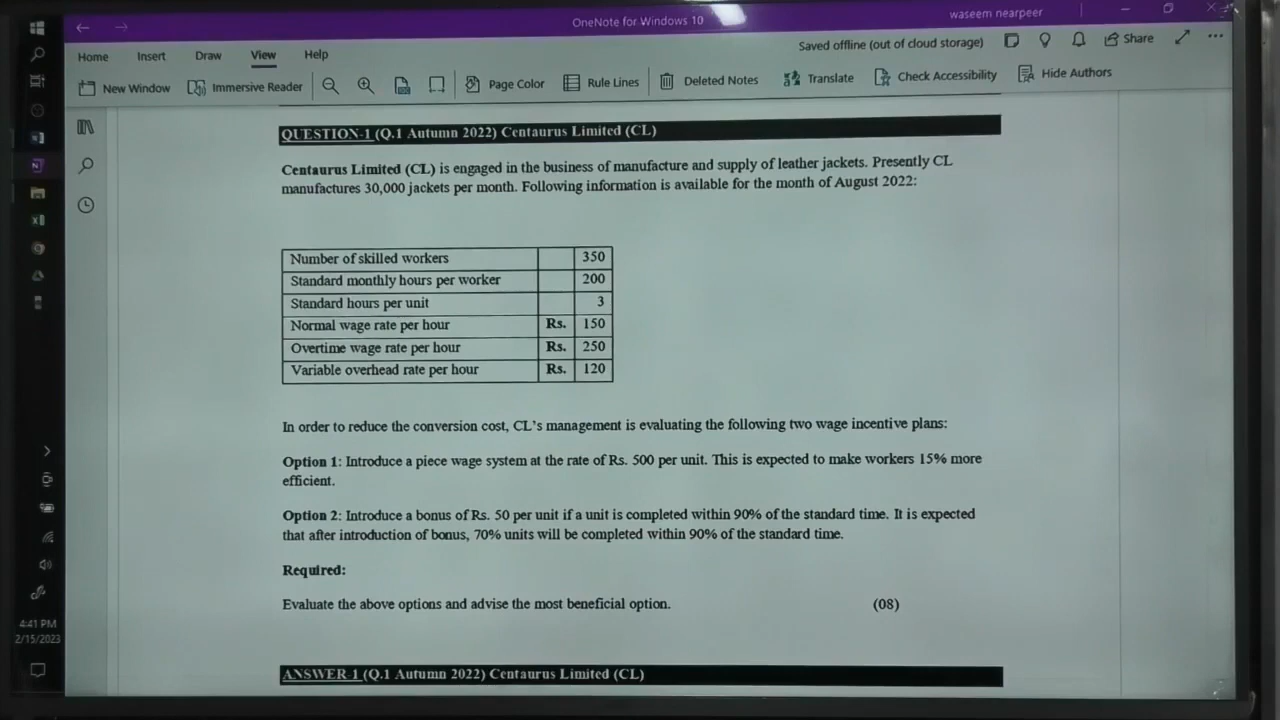 OneNote for Windows 10
waseem nearpeer
Home Insert Draw View Help
Saved offline (out of cloud storage) Share
New Window Immersive Reader Page Color Rule Lines Deleted Notes Translate Check Accessibility Hide Authors
QUESTION-1 (Q.1 Autumn 2022) Centaurus Limited (CL)
Centaurus Limited (CL) is engaged in the business of manufacture and supply of leather jackets. Presently CL
manufactures 30,000 jackets per month. Following information is available for the month of August 2022:
Number of skilled workers 350
Standard monthly hours per worker 200
Standard hours per unit 3
Normal wage rate per hour Rs. 150
Overtime wage rate per hour Rs. 250
Variable overhead rate per hour Rs. 120
In order to reduce the conversion cost, CL's management is evaluating the following two wage incentive plans:
Option 1: Introduce a piece wage system at the rate of Rs. 500 per unit. This is expected to make workers 15% more
efficient.
Option 2: Introduce a bonus of Rs. 50 per unit if a unit is completed within 90% of the standard time. It is expected
that after introduction of bonus, 70% units will be completed within 90% of the standard time.
Required:
Evaluate the above options and advise the most beneficial option. (08)
ANSWER 1 (Q.1 Autumn 2022) Centaurus Limited (CL)
4:41 PM
2/15/2023